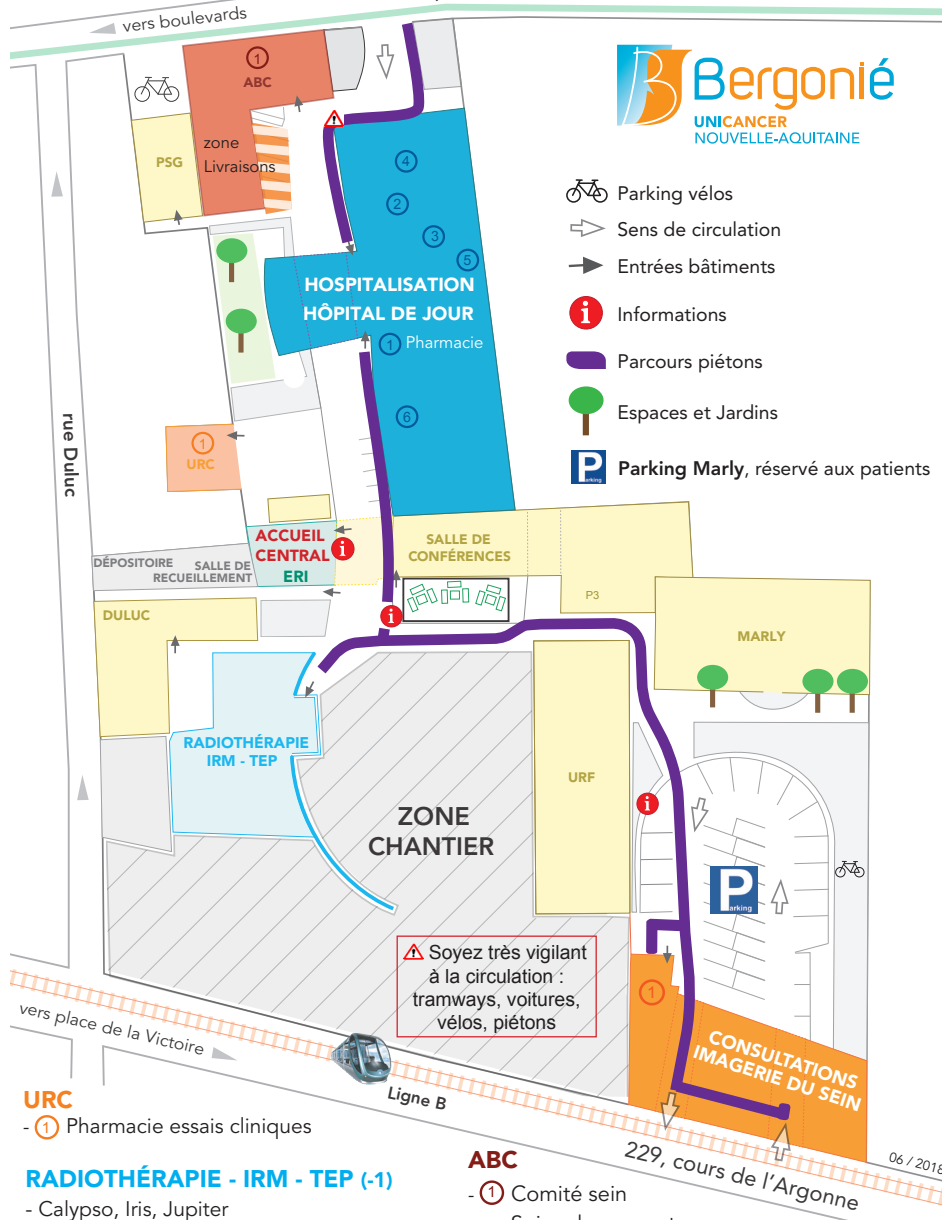 vers boulevards
1
ABC
PSG
zone
Livraisons
Bergonié
UNICANCER
NOUVELLE-AQUITAINE
Parking vélos
Sens de circulation
Entrées bâtiments
i Informations
Parcours piétons
Espaces et Jardins
P
Parking
Parking Marly, réservé aux patients
4
2
3
5
HOSPITALISATION
HÔPITAL DE JOUR
1 Pharmacie
6
rue Duluc
1
URC
ACCUEIL
CENTRAL
ERI
i
SALLE DE
CONFÉRENCES
DÉPOSITOIRE
SALLE DE
RECUEILLEMENT
DULUC
i
P3
MARLY
RADIOTHÉRAPIE
IRM - TEP
URF
ZONE
CHANTIER
i
P
Parking
Soyez très vigilant
à la circulation :
tramways, voitures,
vélos, piétons
1
CONSULTATIONS
IMAGERIE DU SEIN
vers place de la Victoire
Ligne B
229, cours de l'Argonne
06 / 2018
URC
- 1 Pharmacie essais cliniques
RADIOTHÉRAPIE - IRM - TEP (-1)
- Calypso, Iris, Jupiter
ABC
- 1 Comité sein